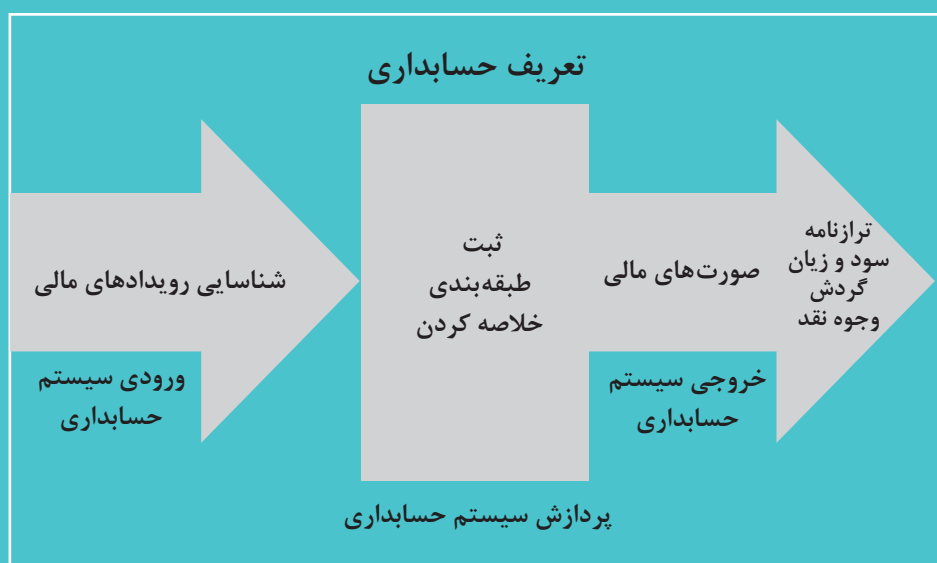 تعریف حسابداری
شناسایی رویدادهای مالی
ورودی سیستم
حسابداری
ثبت
طبقه‌بندی
خلاصه کردن
پردازش سیستم حسابداری
صورت‌های مالی
خروجی سیستم
حسابداری
ترازنامه
سود و زیان
گردش
وجوه نقد